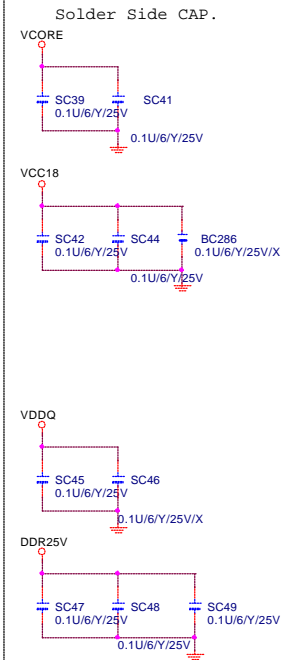 Solder Side CAP.
VCORE
SC39
SC41
0.1U/6/Y/25V
0.1U/6/Y/25V
VCC18
SC42
SC44
BC286
0.1U/6/Y/25V
0.1U/6/Y/25V/X
0.1U/6/Y/25V
VDDQ
SC45
SC46
0.1U/6/Y/25V
0.1U/6/Y/25V/X
DDR25V
SC47
SC48
SC49
0.1U/6/Y/25V
0.1U/6/Y/25V
0.1U/6/Y/25V